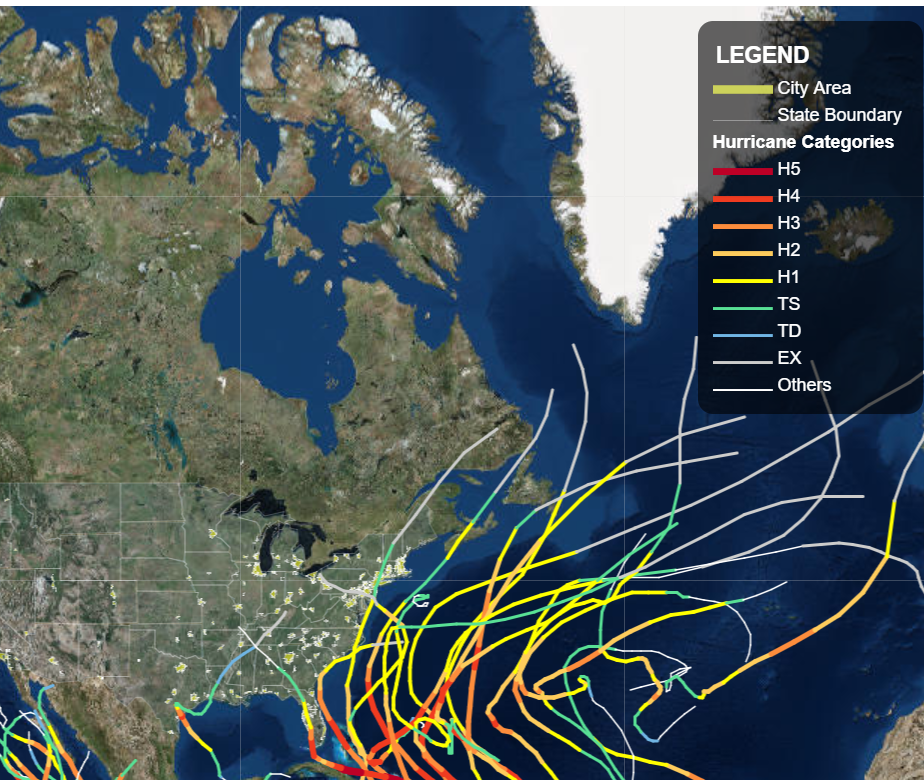 LEGEND
City Area
State Boundary
Hurricane Categories
H5
H4
H3
H2
H1
TS
TD
EX
Others